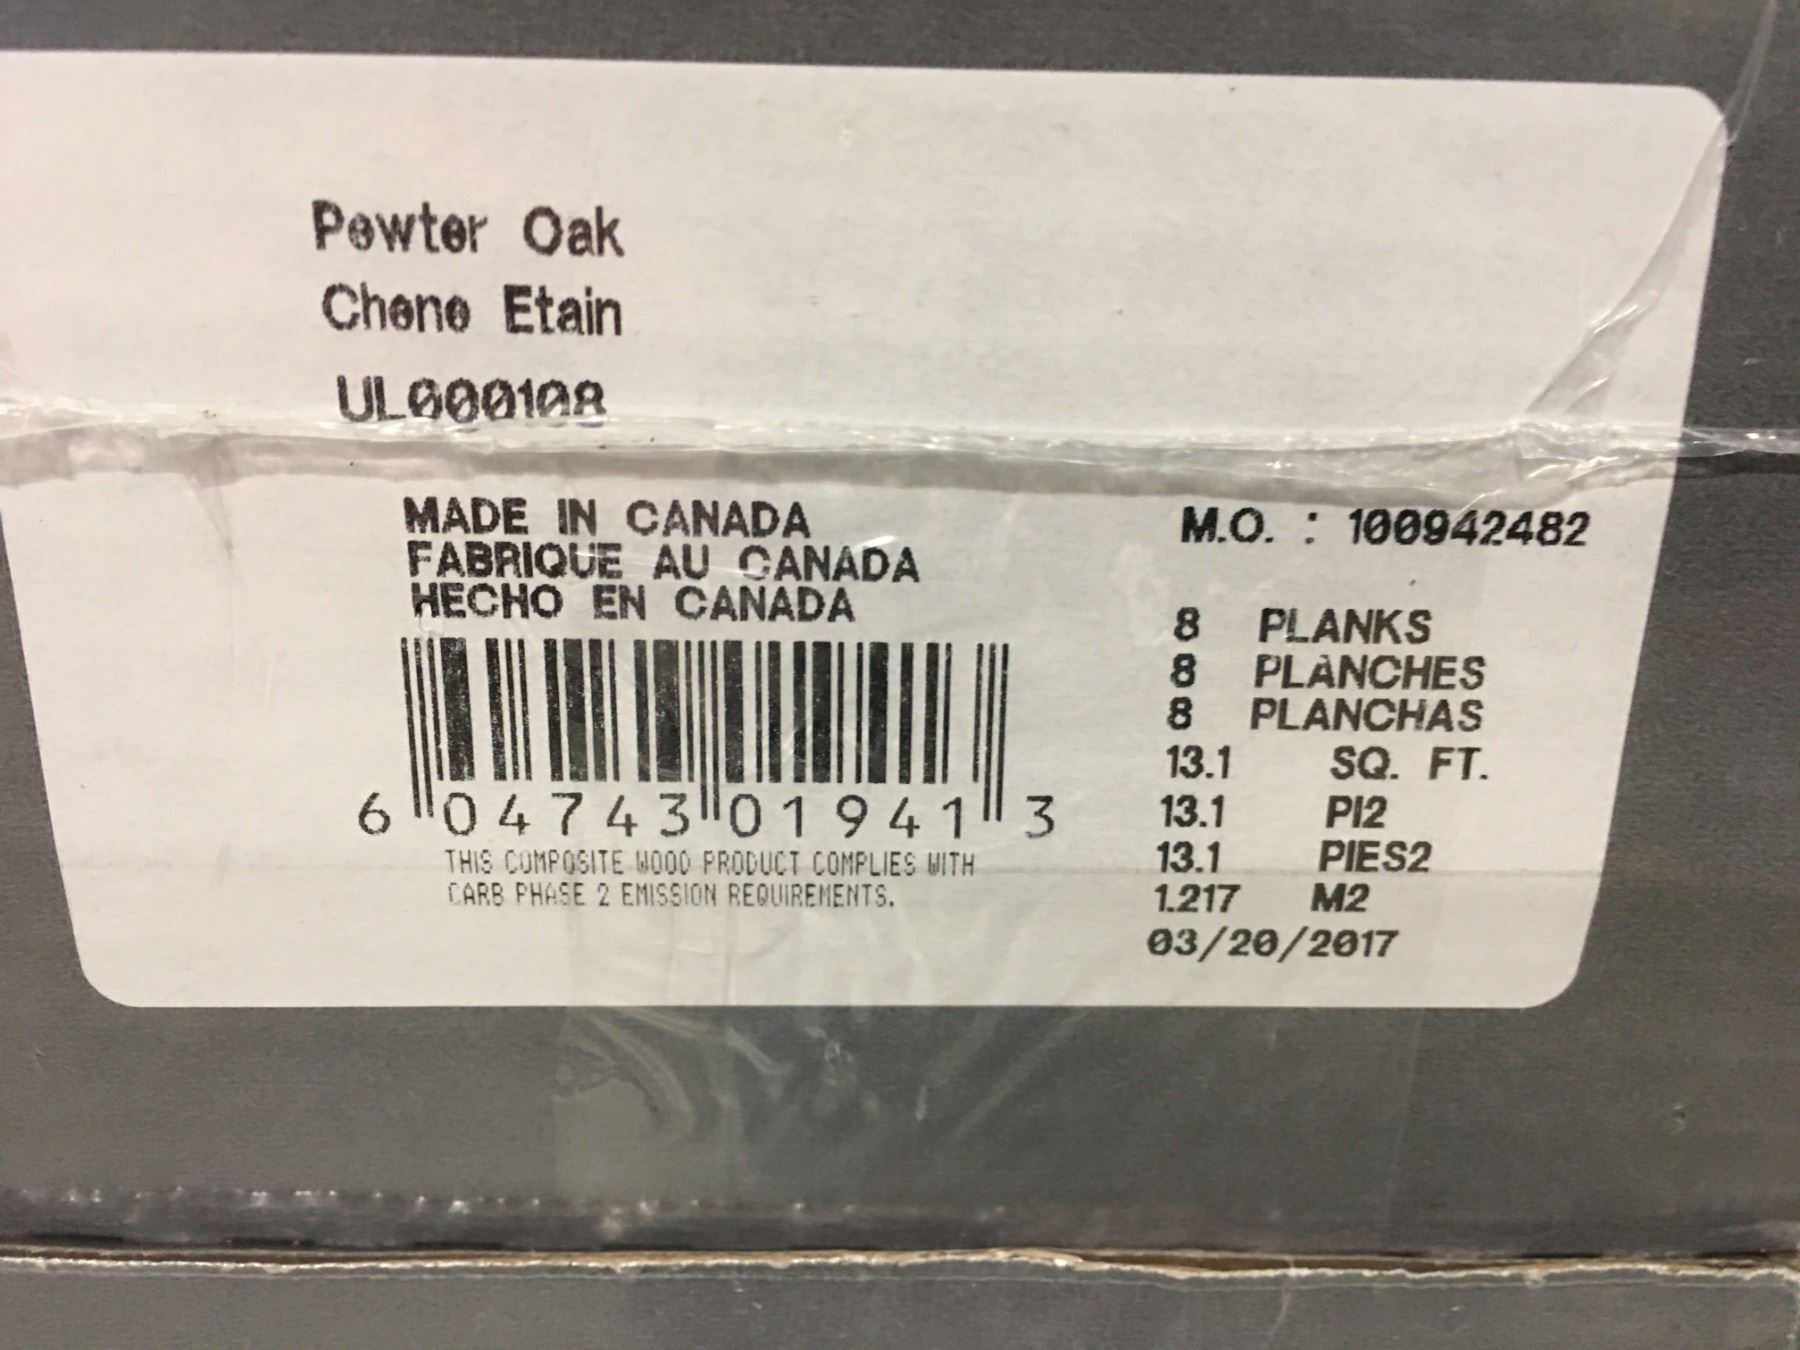 Pewter Oak
Chene Etain
UL000108
MADE IN CANADA
FABRIQUE AU CANADA
HECHO EN CANADA
M.O. : 100942482
8 PLANKS
8 PLANCHES
8 PLANCHAS
13.1 SQ. FT.
13.1 PI2
13.1 PIES2
1.217 M2
03/20/2017
6 04743 01941 3
THIS COMPOSITE WOOD PRODUCT COMPLIES WITH
CARB PHASE 2 EMISSION REQUIREMENTS.